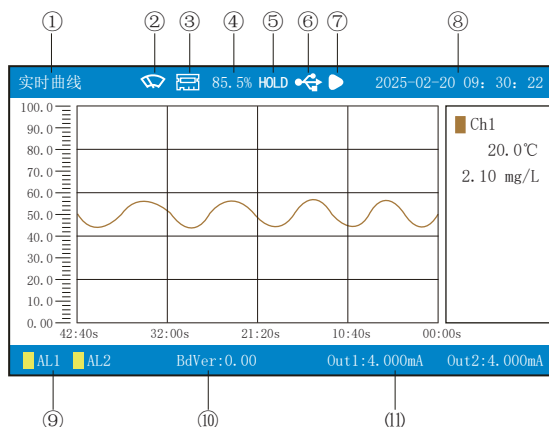 ① ② ③ ④ ⑤ ⑥ ⑦ ⑧
实时曲线 85.5% HOLD 2025-02-20 09: 30: 22
100.0
90.0
80.0
70.0
60.0
50.0
40.0
30.0
20.0
10.0
0.00
42:40s 32:00s 21:20s 10:40s 00:00s
Ch1
20.0℃
2.10 mg/L
AL1 AL2 BdVer:0.00 Out1:4.000mA Out2:4.000mA
⑨ ⑩ ⑪